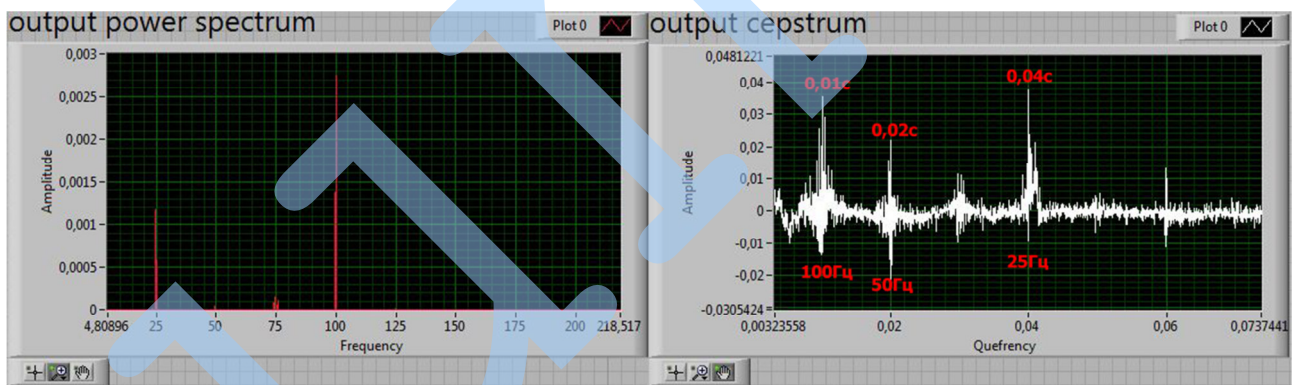 output power spectrum
Plot 0
0,003
0,0025
0,002
0,0015
0,001
0,0005
0
Amplitude
4,80896 25 50 75 100 125 150 175 200 218,517
Frequency
output cepstrum
Plot 0
0,0481221
0,04
0,03
0,02
0,01
0
-0,01
-0,02
-0,0305424
Amplitude
0,01с
0,02с
0,04с
100Гц
50Гц
25Гц
0,00323558 0,02 0,04 0,06 0,0737441
Quefrency